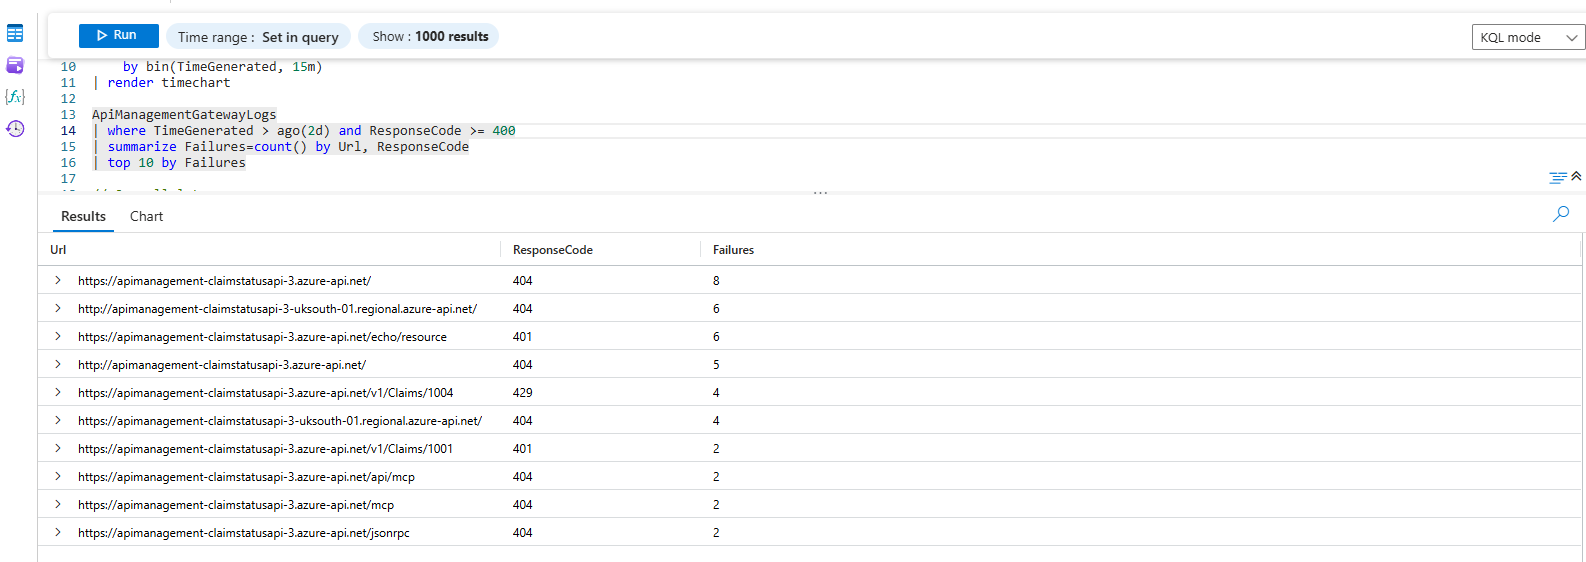 Run
Time range : Set in query
Show : 1000 results
KQL mode
10 by bin(TimeGenerated, 15m)
11 | render timechart
12
13 ApiManagementGatewayLogs
14 | where TimeGenerated > ago(2d) and ResponseCode >= 400
15 | summarize Failures=count() by Url, ResponseCode
16 | top 10 by Failures
17
Results Chart
Url ResponseCode Failures
https://apimanagement-claimstatusapi-3.azure-api.net/ 404 8
http://apimanagement-claimstatusapi-3-uksouth-01.regional.azure-api.net/ 404 6
https://apimanagement-claimstatusapi-3.azure-api.net/echo/resource 401 6
http://apimanagement-claimstatusapi-3.azure-api.net/ 404 5
https://apimanagement-claimstatusapi-3.azure-api.net/v1/Claims/1004 429 4
https://apimanagement-claimstatusapi-3-uksouth-01.regional.azure-api.net/ 404 4
https://apimanagement-claimstatusapi-3.azure-api.net/v1/Claims/1001 401 2
https://apimanagement-claimstatusapi-3.azure-api.net/api/mcp 404 2
https://apimanagement-claimstatusapi-3.azure-api.net/mcp 404 2
https://apimanagement-claimstatusapi-3.azure-api.net/jsonrpc 404 2